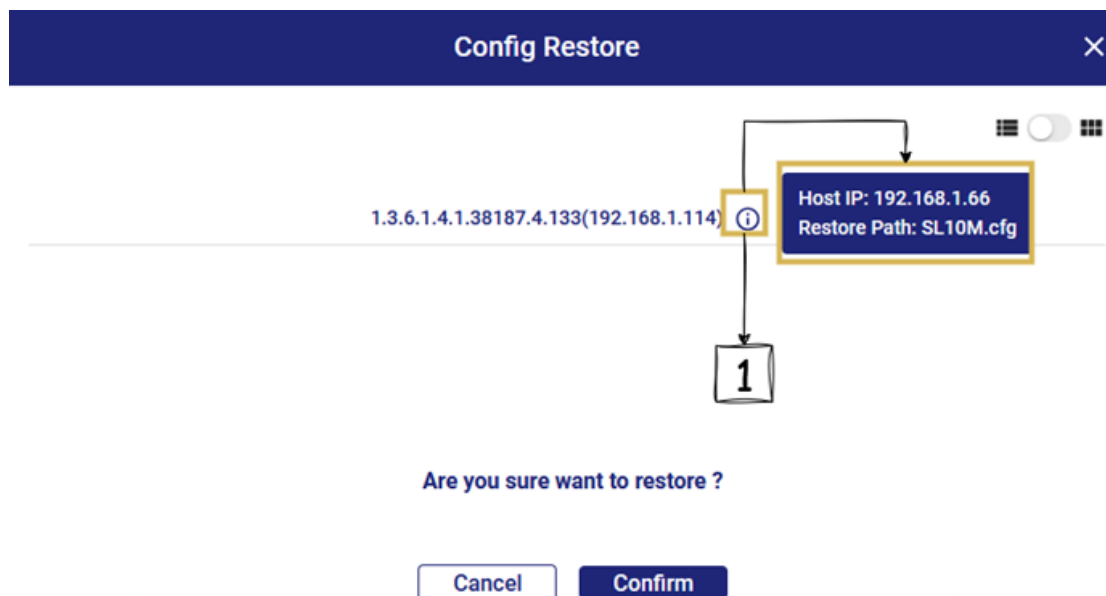 Config Restore
Host IP: 192.168.1.66
1.3.6.1.4.1.38187.4.133(192.168.1.114)
Restore Path: SL10M.cfg
1
Are you sure want to restore ?
Cancel Confirm